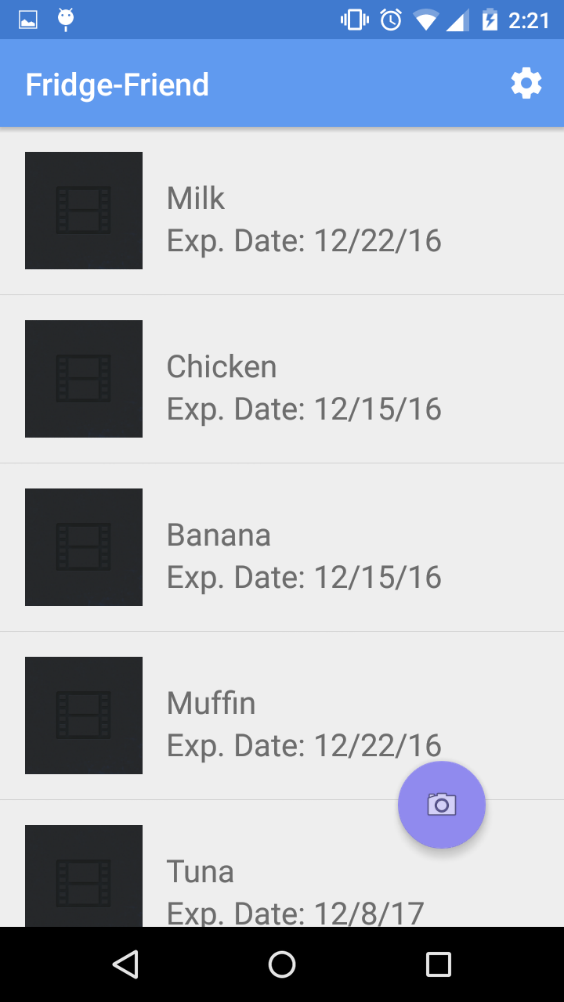 2:21
Fridge-Friend
Milk
Exp. Date: 12/22/16
Chicken
Exp. Date: 12/15/16
Banana
Exp. Date: 12/15/16
Muffin
Exp. Date: 12/22/16
Tuna
Exp. Date: 12/8/17